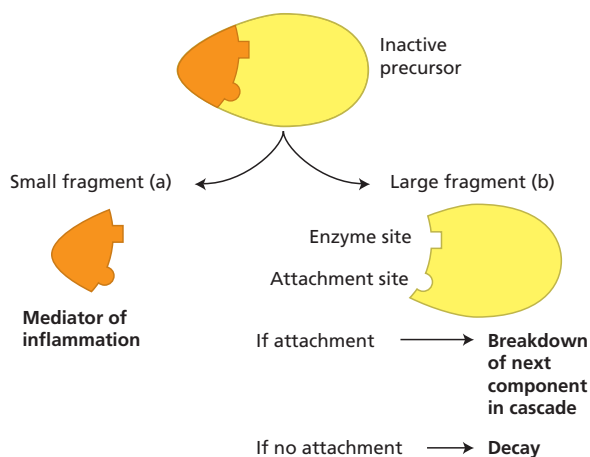 Inactive
precursor
Small fragment (a)
Large fragment (b)
Enzyme site
Attachment site
Mediator of
inflammation
If attachment
Breakdown
of next
component
in cascade
If no attachment
Decay